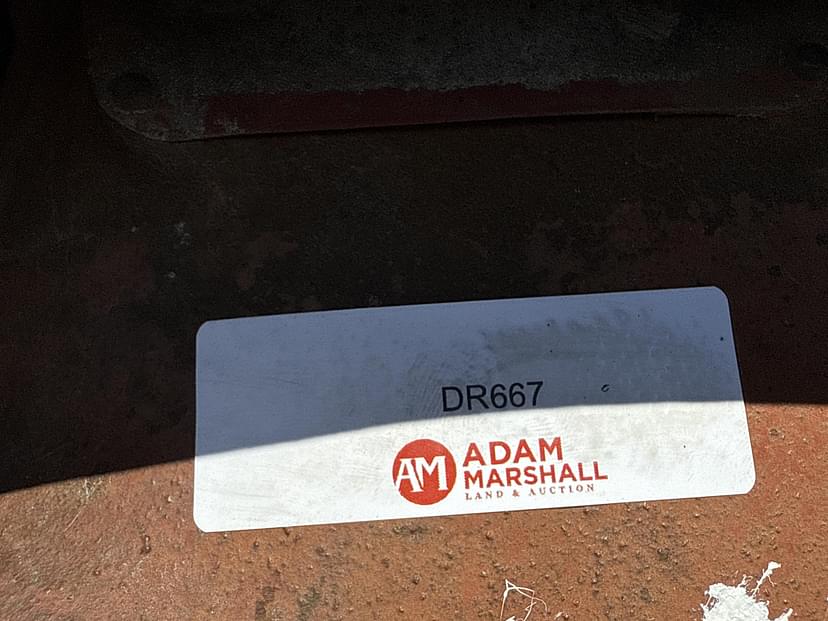 DR667
AM
ADAM
MARSHALL
LAND & AUCTION